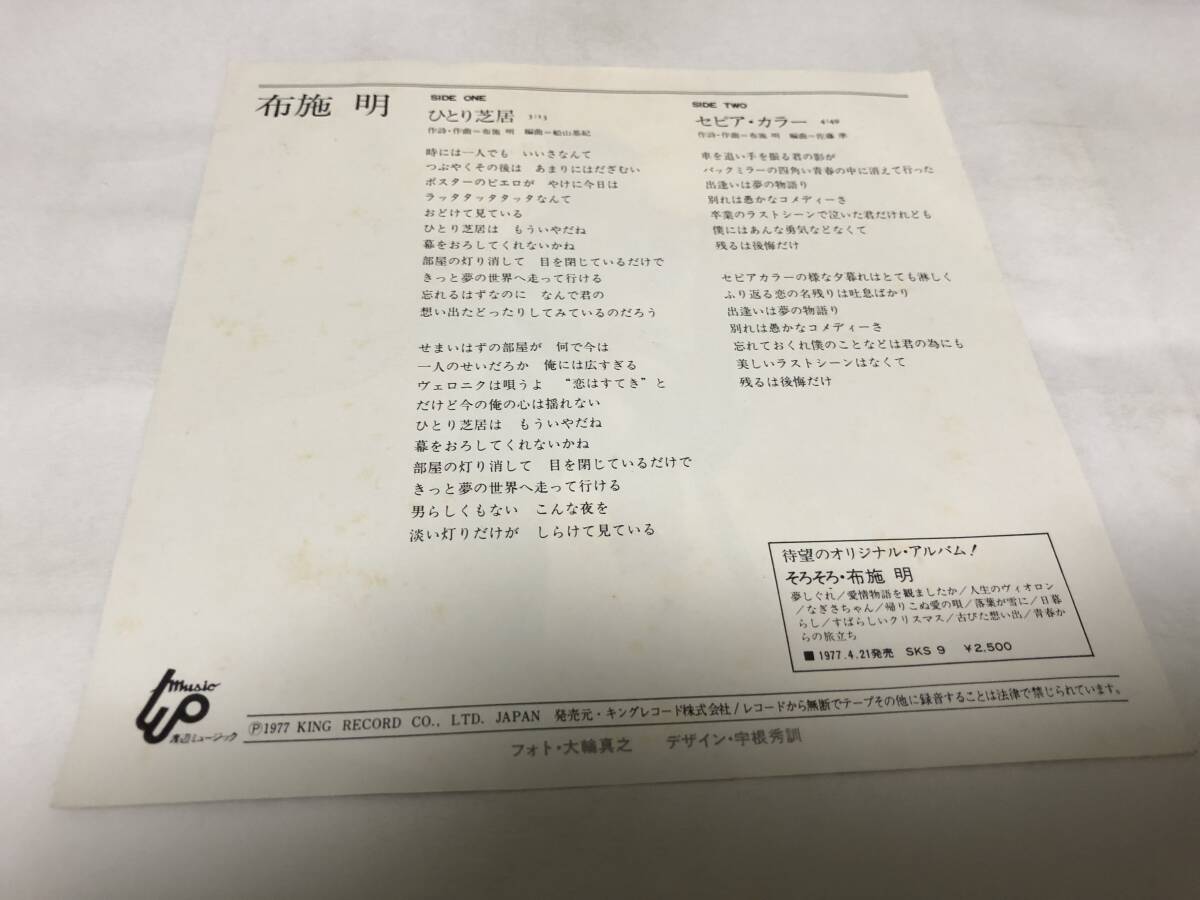 布施 明
SIDE ONE
ひとり芝居 3:13
作詩・作曲=布施 明 編曲=船山基紀
時には一人でも いいさなんて
つぶやくその後は あまりにはだざむい
ポスターのピエロが やけに今日は
ラッタタッタタッタなんて
おどけて見ている
ひとり芝居は もういやだね
幕をおろしてくれないかね
部屋の灯り消して 目を閉じているだけで
きっと夢の世界へ走って行ける
忘れるはずなのに なんで君の
想い出たどったりしてみているのだろう
せまいはずの部屋が 何で今は
一人のせいだろか 俺には広すぎる
ヴェロニクは唄うよ “恋はすてき”と
だけど今の俺の心は揺れない
ひとり芝居は もういやだね
幕をおろしてくれないかね
部屋の灯り消して 目を閉じているだけで
きっと夢の世界へ走って行ける
男らしくもない こんな夜を
淡い灯りだけが しらけて見ている
SIDE TWO
セピア・カラー 4:40
作詩・作曲=布施 明 編曲=佐藤 準
車を追い手を振る君の影が
バックミラーの四角い青春の中に消えて行った
出逢いは夢の物語り
別れは愚かなコメディーさ
卒業のラストシーンで泣いた君だけれども
僕にはあんな勇気などなくて
残るは後悔だけ
セピアカラーの様な夕暮れはとても淋しく
ふり返る恋の名残りは吐息ばかり
出逢いは夢の物語り
別れは愚かなコメディーさ
忘れておくれ僕のことなどは君の為にも
美しいラストシーンはなくて
残るは後悔だけ
待望のオリジナル・アルバム!
そろそろ・布施 明
夢しぐれ/愛情物語を観ましたか/人生のヴィオロン
/なぎさちゃん/帰りこぬ愛の唄/落葉が雪に/日暮
らし/すばらしいクリスマス/古びた想い出/青春か
らの旅立ち
■1977.4.21発売 SKS 9 ¥2,500
Music
渡辺ミュージック
Ⓟ1977 KING RECORD CO., LTD. JAPAN 発売元・キングレコード株式会社/レコードから無断でテープその他に録音することは法律で禁じられています。
フォト・大輪真之 デザイン・宇根秀訓